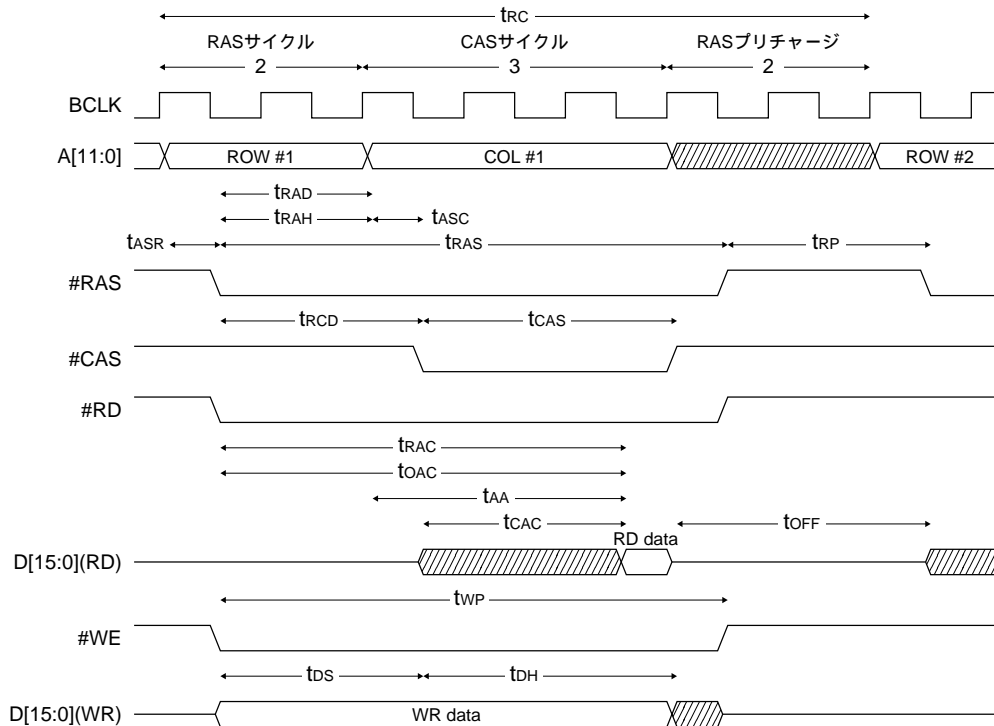 tRC
RASサイクル CASサイクル RASプリチャージ
2 3 2
BCLK
A[11:0] ROW #1 COL #1 ROW #2
tRAD
tRAH tASC
tASR tRAS tRP
#RAS
tRCD tCAS
#CAS
#RD
tRAC
tOAC
tAA
tCAC tOFF
RD data
D[15:0](RD)
tWP
#WE
tDS tDH
D[15:0](WR) WR data